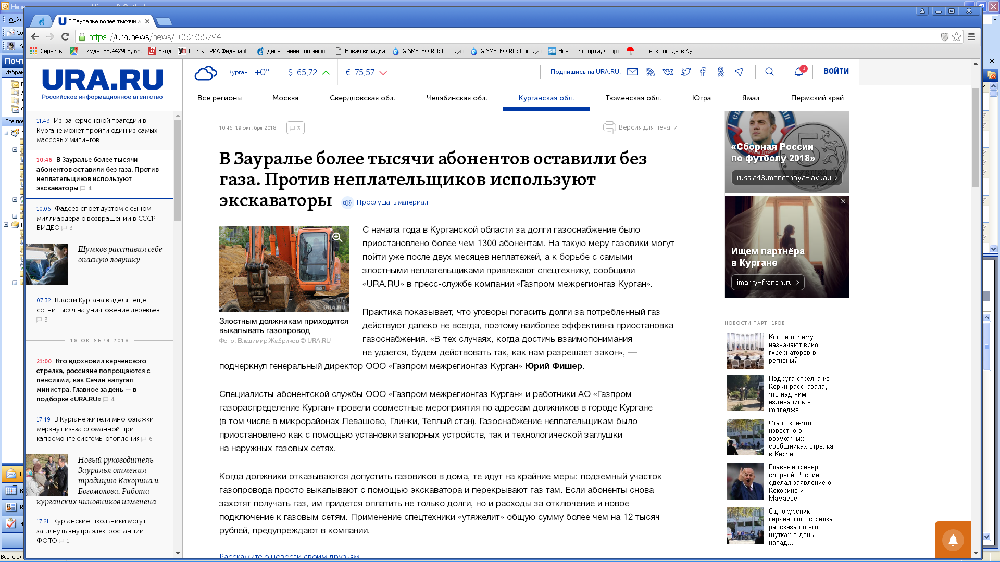 В Зауралье более тысячи а
https://ura.news/news/1052355794
Сервисы
откуда: 55.442905, 65
Вход
Поиск | РИА ФедералП
Департамент по инфор
Новая вкладка
GISMETEO.RU: Погода
GISMETEO.RU: Погода
Новости спорта, Спорт
Прогноз погоды в Кург
URA.RU
Российское информационное агентство
Курган +0°
$ 65,72
€ 75,57
Подпишись на URA.RU:
1
ВОЙТИ
Все регионы
Москва
Свердловская обл.
Челябинская обл.
Курганская обл.
Тюменская обл.
Югра
Ямал
Пермский край
11:43 Из-за керченской трагедии в
Кургане может пройти один из самых
массовых митингов
10:46 В Зауралье более тысячи
абонентов оставили без газа. Против
неплательщиков используют
экскаваторы 4
10:06 Фадеев споет дуэтом с сыном
миллиардера о возвращении в СССР.
ВИДЕО 3
Шумков расставил себе
опасную ловушку
07:32 Власти Кургана выделят еще
сотни тысяч на уничтожение деревьев
3
18 ОКТЯБРЯ 2018
21:00 Кто вдохновил керченского
стрелка, россияне попрощаются с
пенсиями, как Сечин напугал
министра. Главное за день — в
подборке «URA.RU» 4
17:49 В Кургане жители многоэтажки
мерзнут из-за сломанной при
капремонте системы отопления 6
Новый руководитель
Зауралья отменил
традицию Кокорина и
Богомолова. Работа
курганских чиновников изменена
17:21 Курганские школьники могут
заглянуть внутрь электростанции.
ФОТО 1
10:46 19 октября 2018
3
Версия для печати
В Зауралье более тысячи абонентов оставили без
газа. Против неплательщиков используют
экскаваторы
Прослушать материал
URA.RU
Злостным должникам приходится
выкапывать газопровод
Фото: Владимир Жабриков © URA.RU
С начала года в Курганской области за долги газоснабжение было
приостановлено более чем 1300 абонентам. На такую меру газовики могут
пойти уже после двух месяцев неплатежей, а к борьбе с самыми
злостными неплательщиками привлекают спецтехнику, сообщили
«URA.RU» в пресс-службе компании «Газпром межрегионгаз Курган».
Практика показывает, что уговоры погасить долги за потребленный газ
действуют далеко не всегда, поэтому наиболее эффективна приостановка
газоснабжения. «В тех случаях, когда достичь взаимопонимания
не удается, будем действовать так, как нам разрешает закон», —
подчеркнул генеральный директор ООО «Газпром межрегионгаз Курган» Юрий Фишер.
Специалисты абонентской службы ООО «Газпром межрегионгаз Курган» и работники АО «Газпром
газораспределение Курган» провели совместные мероприятия по адресам должников в городе Кургане
(в том числе в микрорайонах Левашово, Глинки, Теплый стан). Газоснабжение неплательщикам было
приостановлено как с помощью установки запорных устройств, так и технологической заглушки
на наружных газовых сетях.
Когда должники отказываются допустить газовиков в дома, те идут на крайние меры: подземный участок
газопровода просто выкапывают с помощью экскаватора и перекрывают газ там. Если абоненты снова
захотят получать газ, им придется оплатить не только долги, но и расходы за отключение и новое
подключение к газовым сетям. Применение спецтехники «утяжелит» общую сумму более чем на 12 тысяч
рублей, предупреждают в компании.
Расскажите о новости своим друзьям
«Сборная России
по футболу 2018»
russia43.monetnaya-lavka.r
Ищем партнёра
в Кургане
imarry-franch.ru
НОВОСТИ ПАРТНЕРОВ
Кого и почему
назначают врио
губернаторов в
регионы?
Подруга стрелка из
Керчи рассказала,
что над ним
издевались в
колледже
Стало кое-что
известно о
возможных
сообщниках стрелка
в Керчи
Главный тренер
сборной России
сделал заявление о
Кокорине и
Мамаеве
Однокурсник
керченского стрелка
рассказал о его
шутках в день
напад...